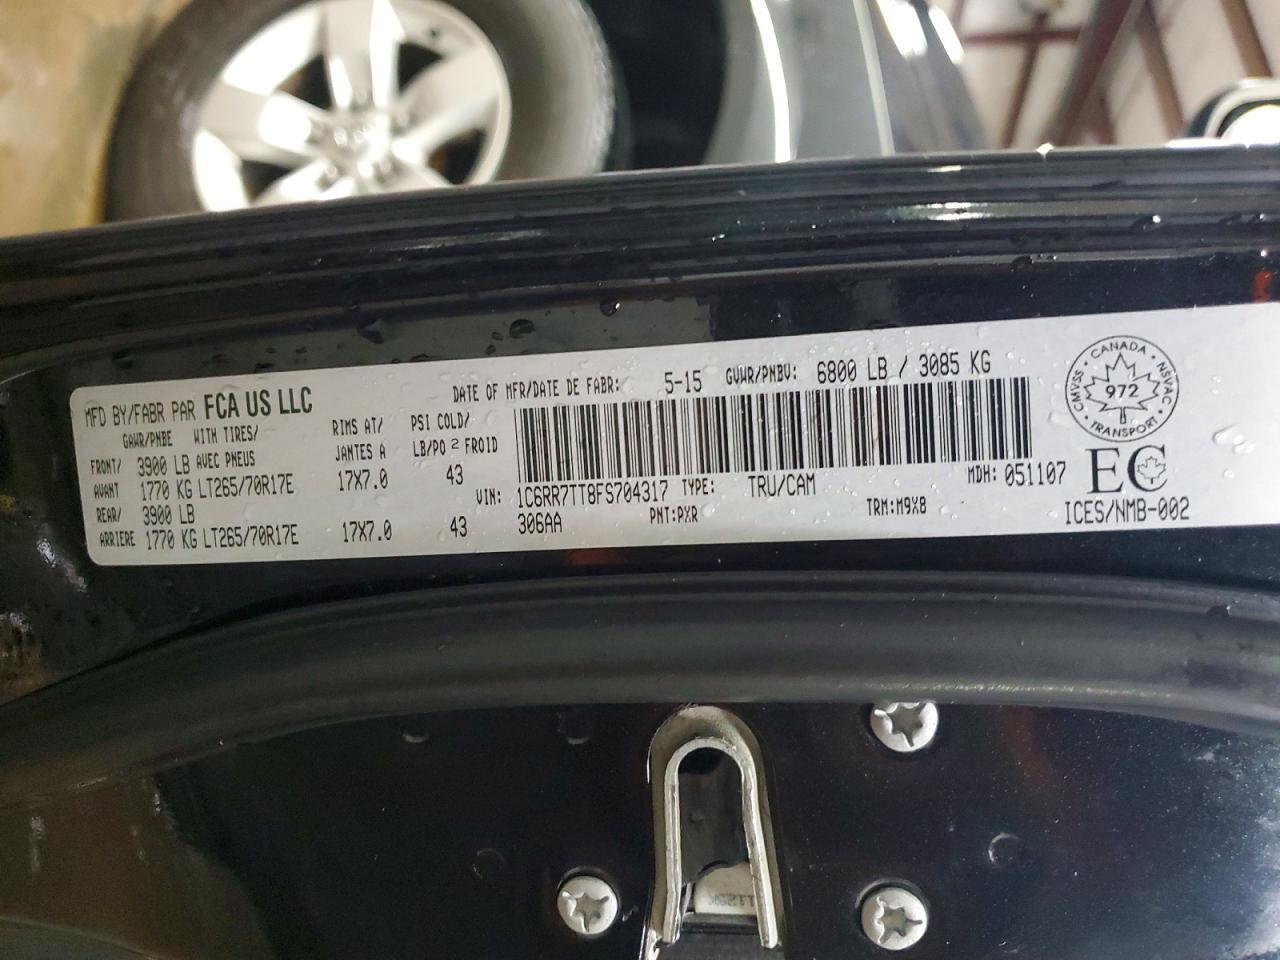 MFD BY/FABR PAR FCA US LLC
DATE OF MFR/DATE DE FABR: 5-15 GVWR/PNBV: 6800 LB / 3085 KG
GAWR/PNBE WITH TIRES/ RIMS AT/ PSI COLD/
AVEC PNEUS JANTES A LB/PO2 FROID
FRONT/ 3900 LB
AVANT 1770 KG LT265/70R17E 17X7.0 43
REAR/ 3900 LB
ARRIERE 1770 KG LT265/70R17E 17X7.0 43
VIN: 1C6RR7TT8FS704317 TYPE: TRU/CAM MDH: 051107
306AA PNT:PXR TRM:M9X8
CANADA
CMVSS 972 NSVAC
B
TRANSPORT
EC
ICES/NMB-002